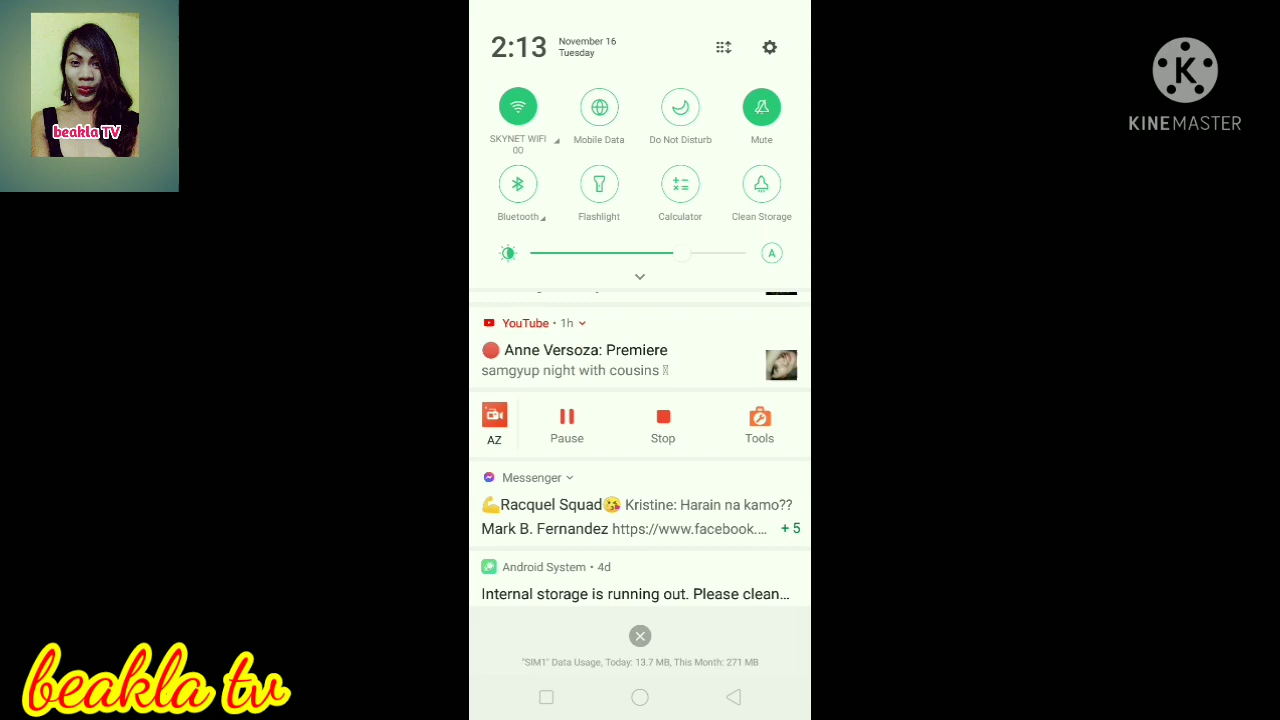 beakla TV
2:13
November 16
Tuesday
SKYNET WIFI
00
Mobile Data
Do Not Disturb
Mute
Bluetooth
Flashlight
Calculator
Clean Storage
A
YouTube • 1h
🔴 Anne Versoza: Premiere
samgyup night with cousins
AZ
Pause
Stop
Tools
Messenger
💪Racquel Squad😘 Kristine: Harain na kamo??
Mark B. Fernandez https://www.facebook.... + 5
Android System • 4d
Internal storage is running out. Please clean...
"SIM1" Data Usage, Today: 13.7 MB, This Month: 271 MB
K
KINEMASTER
beakla tv